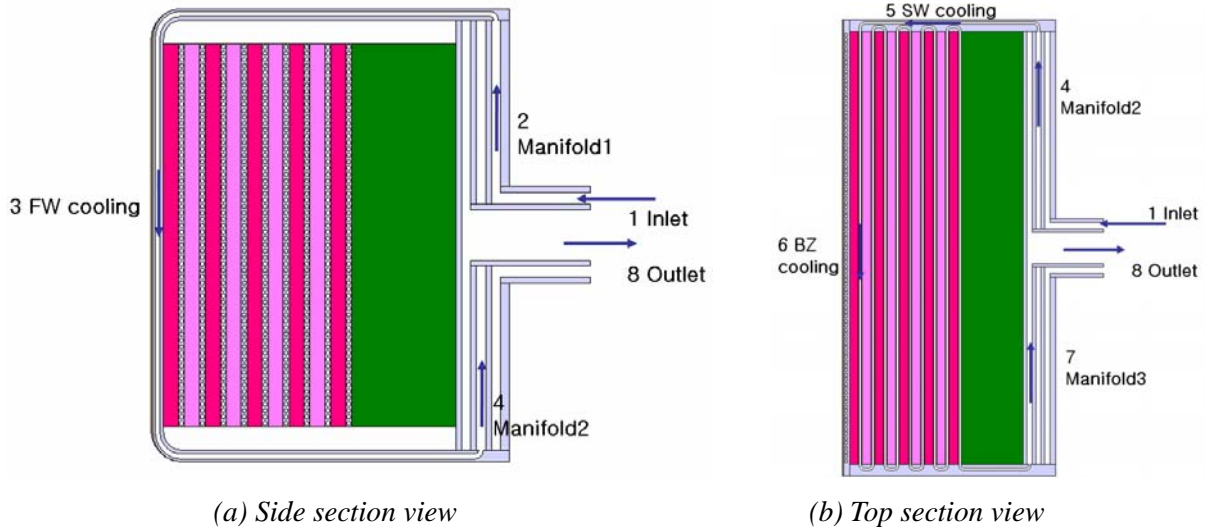 2
Manifold1
3 FW cooling
1 Inlet
8 Outlet
4
Manifold2
(a) Side section view
5 SW cooling
4
Manifold2
1 Inlet
6 BZ
cooling
8 Outlet
7
Manifold3
(b) Top section view